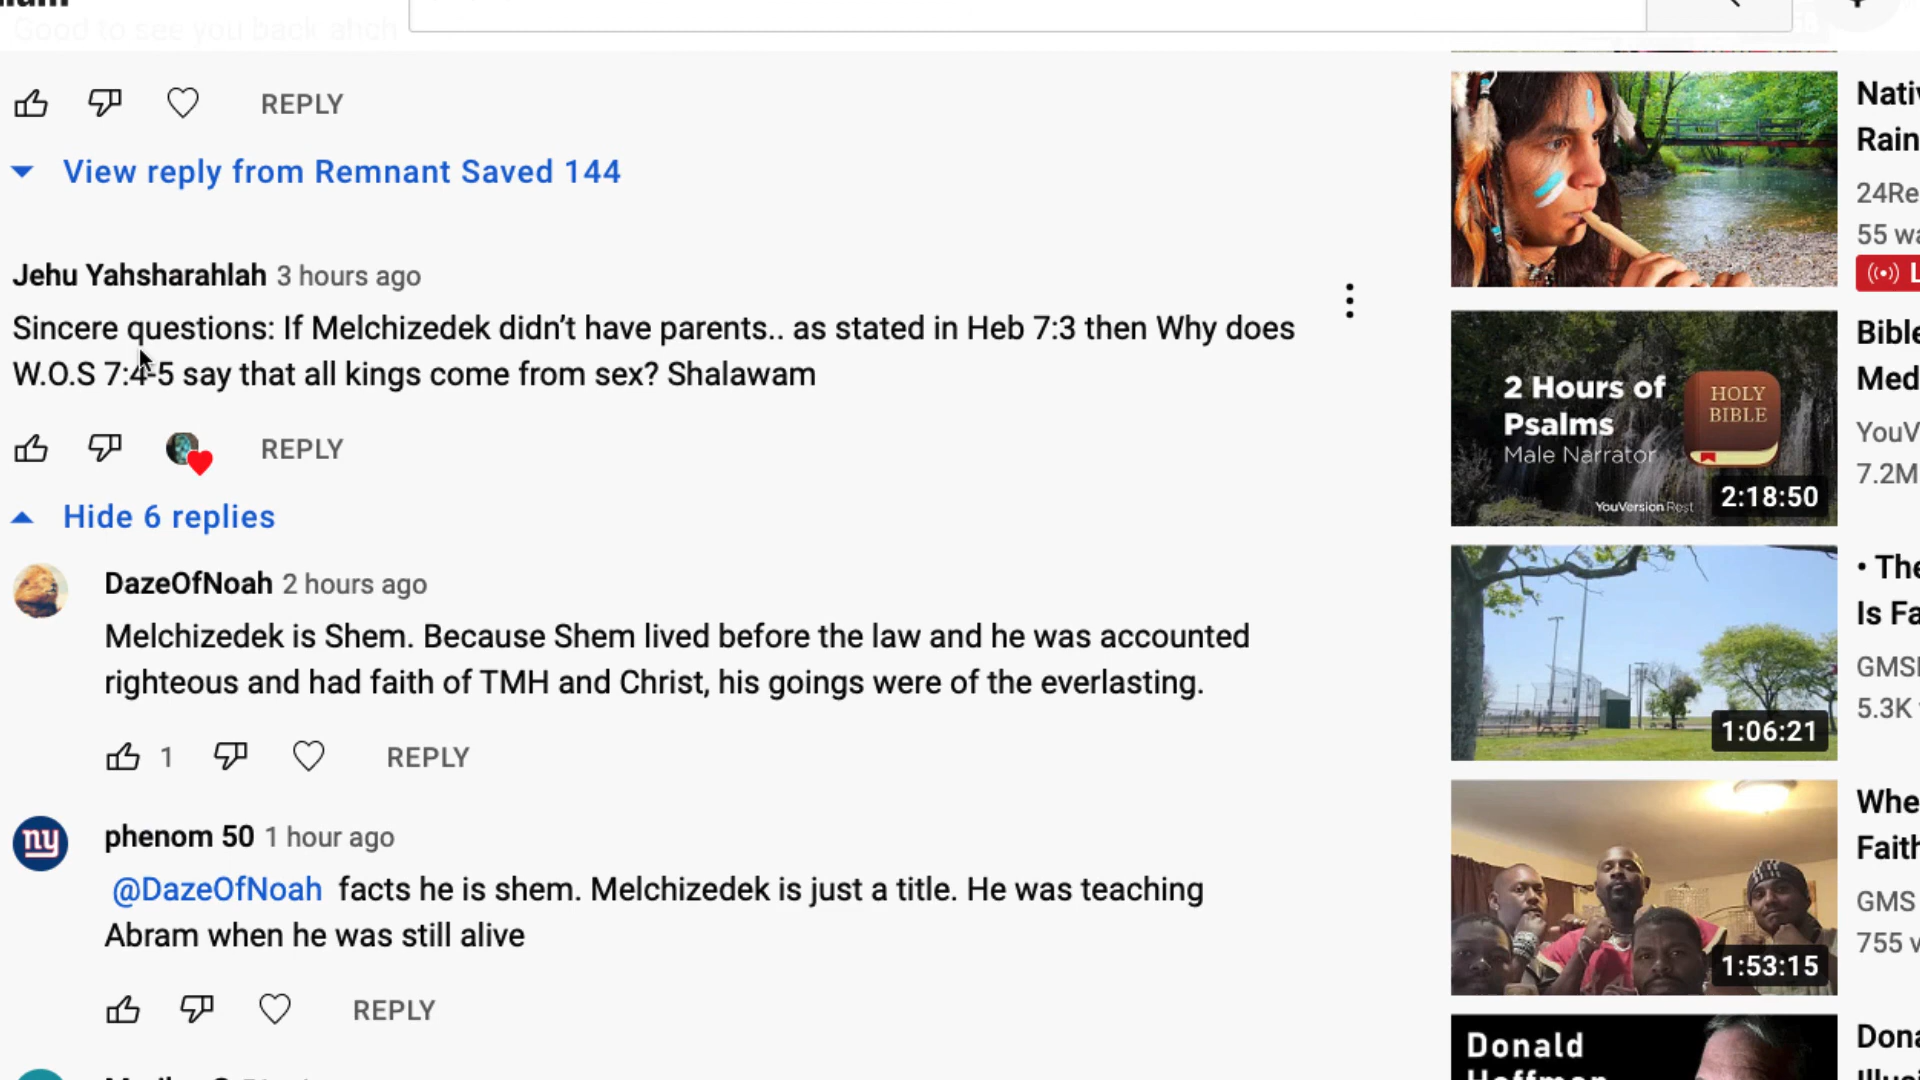 Good to see you back ahch
REPLY
View reply from Remnant Saved 144
Jehu Yahsharahlah 3 hours ago
Sincere questions: If Melchizedek didn’t have parents.. as stated in Heb 7:3 then Why does
W.O.S 7:4-5 say that all kings come from sex? Shalawam
REPLY
Hide 6 replies
DazeOfNoah 2 hours ago
Melchizedek is Shem. Because Shem lived before the law and he was accounted
righteous and had faith of TMH and Christ, his goings were of the everlasting.
1
REPLY
ny
phenom 50 1 hour ago
@DazeOfNoah facts he is shem. Melchizedek is just a title. He was teaching
Abram when he was still alive
REPLY
Nativ
Rain
24Re
55 wa
2 Hours of
Psalms
Male Narrator
HOLY
BIBLE
YouVersion Rest
2:18:50
Bible
Med
YouV
7.2M
1:06:21
• The
Is Fa
GMSI
5.3K
1:53:15
Whe
Faith
GMS
755 v
Donald
Hoffman
Dona